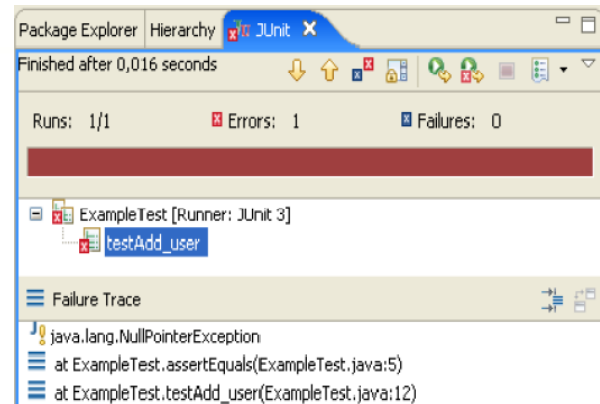 Package Explorer Hierarchy JUnit
Finished after 0,016 seconds
Runs: 1/1 Errors: 1 Failures: 0
ExampleTest [Runner: JUnit 3]
testAdd_user
Failure Trace
java.lang.NullPointerException
at ExampleTest.assertEquals(ExampleTest.java:5)
at ExampleTest.testAdd_user(ExampleTest.java:12)